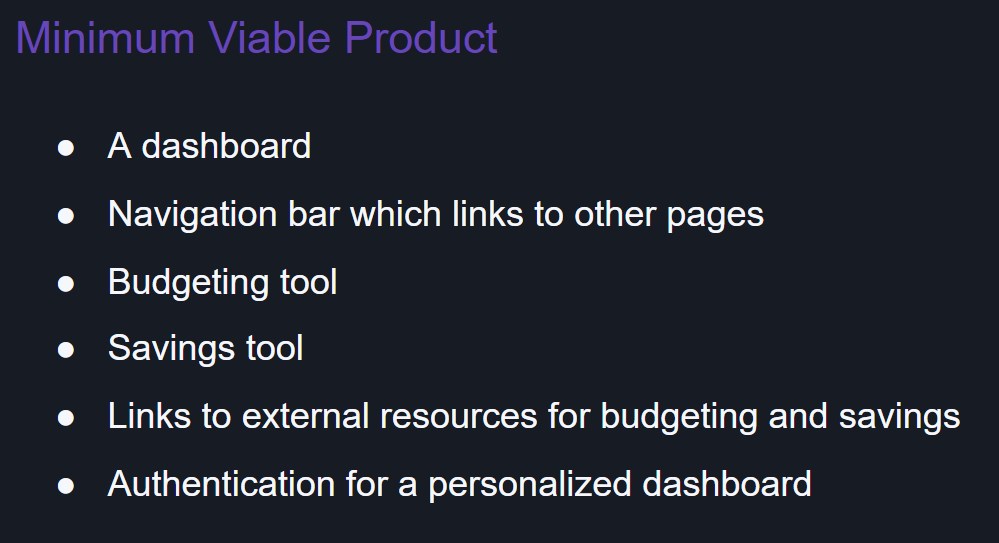 Minimum Viable Product
● A dashboard
● Navigation bar which links to other pages
● Budgeting tool
● Savings tool
● Links to external resources for budgeting and savings
● Authentication for a personalized dashboard